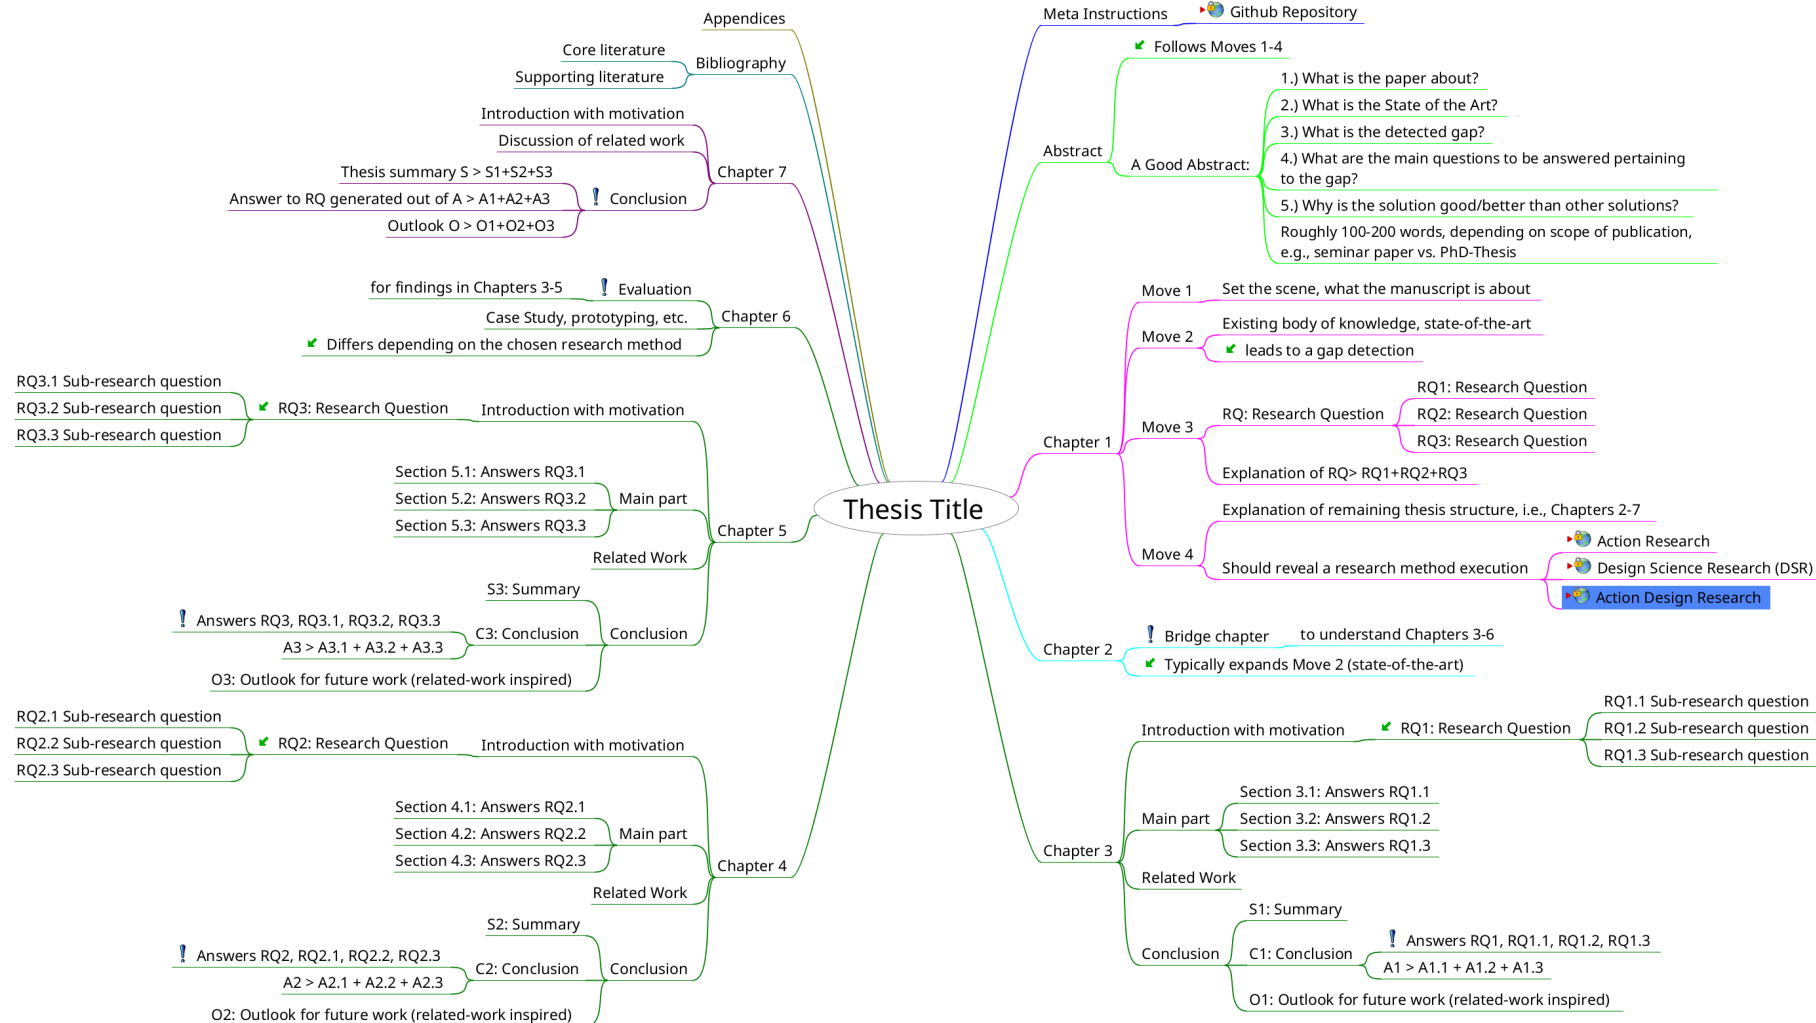 Thesis Title
Meta Instructions
Github Repository
Abstract
Follows Moves 1-4
A Good Abstract:
1.) What is the paper about?
2.) What is the State of the Art?
3.) What is the detected gap?
4.) What are the main questions to be answered pertaining
to the gap?
5.) Why is the solution good/better than other solutions?
Roughly 100-200 words, depending on scope of publication,
e.g., seminar paper vs. PhD-Thesis
Chapter 1
Move 1
Set the scene, what the manuscript is about
Move 2
Existing body of knowledge, state-of-the-art
leads to a gap detection
Move 3
RQ: Research Question
RQ1: Research Question
RQ2: Research Question
RQ3: Research Question
Explanation of RQ> RQ1+RQ2+RQ3
Move 4
Explanation of remaining thesis structure, i.e., Chapters 2-7
Should reveal a research method execution
Action Research
Design Science Research (DSR)
Action Design Research
Chapter 2
Bridge chapter
to understand Chapters 3-6
Typically expands Move 2 (state-of-the-art)
Chapter 3
Introduction with motivation
RQ1: Research Question
RQ1.1 Sub-research question
RQ1.2 Sub-research question
RQ1.3 Sub-research question
Main part
Section 3.1: Answers RQ1.1
Section 3.2: Answers RQ1.2
Section 3.3: Answers RQ1.3
Related Work
Conclusion
S1: Summary
C1: Conclusion
Answers RQ1, RQ1.1, RQ1.2, RQ1.3
A1 > A1.1 + A1.2 + A1.3
O1: Outlook for future work (related-work inspired)
Appendices
Bibliography
Core literature
Supporting literature
Chapter 7
Introduction with motivation
Discussion of related work
Conclusion
Thesis summary S > S1+S2+S3
Answer to RQ generated out of A > A1+A2+A3
Outlook O > O1+O2+O3
Chapter 6
Evaluation
for findings in Chapters 3-5
Case Study, prototyping, etc.
Differs depending on the chosen research method
Chapter 5
Introduction with motivation
RQ3: Research Question
RQ3.1 Sub-research question
RQ3.2 Sub-research question
RQ3.3 Sub-research question
Main part
Section 5.1: Answers RQ3.1
Section 5.2: Answers RQ3.2
Section 5.3: Answers RQ3.3
Related Work
Conclusion
S3: Summary
C3: Conclusion
Answers RQ3, RQ3.1, RQ3.2, RQ3.3
A3 > A3.1 + A3.2 + A3.3
O3: Outlook for future work (related-work inspired)
Chapter 4
Introduction with motivation
RQ2: Research Question
RQ2.1 Sub-research question
RQ2.2 Sub-research question
RQ2.3 Sub-research question
Main part
Section 4.1: Answers RQ2.1
Section 4.2: Answers RQ2.2
Section 4.3: Answers RQ2.3
Related Work
Conclusion
S2: Summary
C2: Conclusion
Answers RQ2, RQ2.1, RQ2.2, RQ2.3
A2 > A2.1 + A2.2 + A2.3
O2: Outlook for future work (related-work inspired)